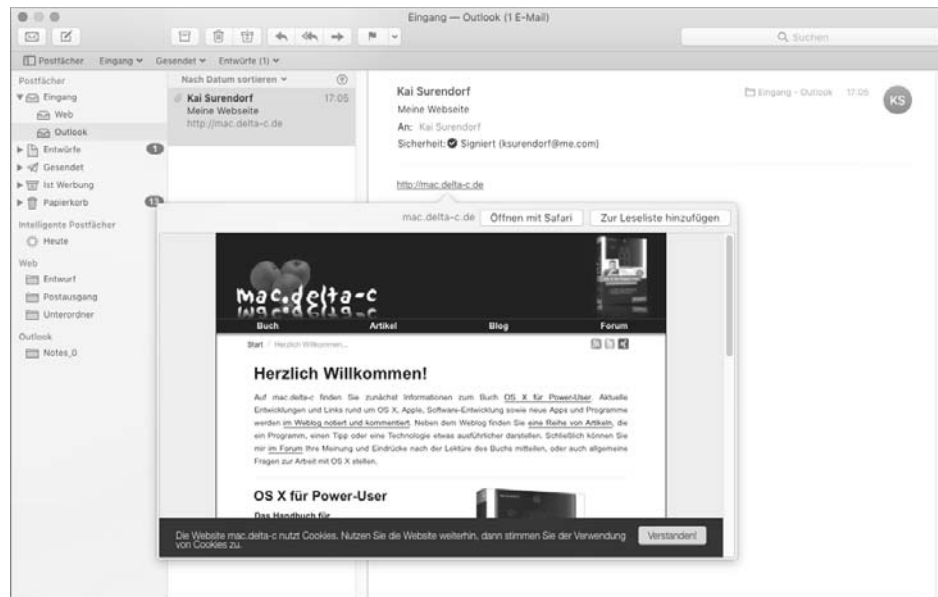 Eingang — Outlook (1 E-Mail)
Suchen
Postfächer Eingang Gesendet Entwürfe (1)
Postfächer
Eingang
Web
Outlook
Entwürfe 1
Gesendet
Ist Werbung
Papierkorb
Intelligente Postfächer
Heute
Web
Entwurf
Postausgang
Unterordner
Outlook
Notes_0
Nach Datum sortieren
Kai Surendorf 17:05
Meine Webseite
http://mac.delta-c.de
Kai Surendorf
Eingang - Outlook 17:05
KS
Meine Webseite
An: Kai Surendorf
Sicherheit: Signiert (ksurendorf@me.com)
http://mac.delta-c.de
mac.delta-c.de Öffnen mit Safari Zur Leseliste hinzufügen
mac.delta-c
Buch Artikel Blog Forum
Start / Herzlich Willkommen...
Herzlich Willkommen!
Auf mac.delta-c finden Sie zunächst Informationen zum Buch OS X für Power-User. Aktuelle
Entwicklungen und Links rund um OS X, Apple, Software-Entwicklung sowie neue Apps und Programme
werden im Weblog notiert und kommentiert. Neben dem Weblog finden Sie eine Reihe von Artikeln, die
ein Programm, einen Tipp oder eine Technologie etwas ausführlicher darstellen. Schließlich können Sie
mir im Forum Ihre Meinung und Eindrücke nach der Lektüre des Buchs mitteilen, oder auch allgemeine
Fragen zur Arbeit mit OS X stellen.
OS X für Power-User
Das Handbuch für
Die Website mac.delta-c nutzt Cookies. Nutzen Sie die Website weiterhin, dann stimmen Sie der Verwendung
von Cookies zu.
Verstanden!